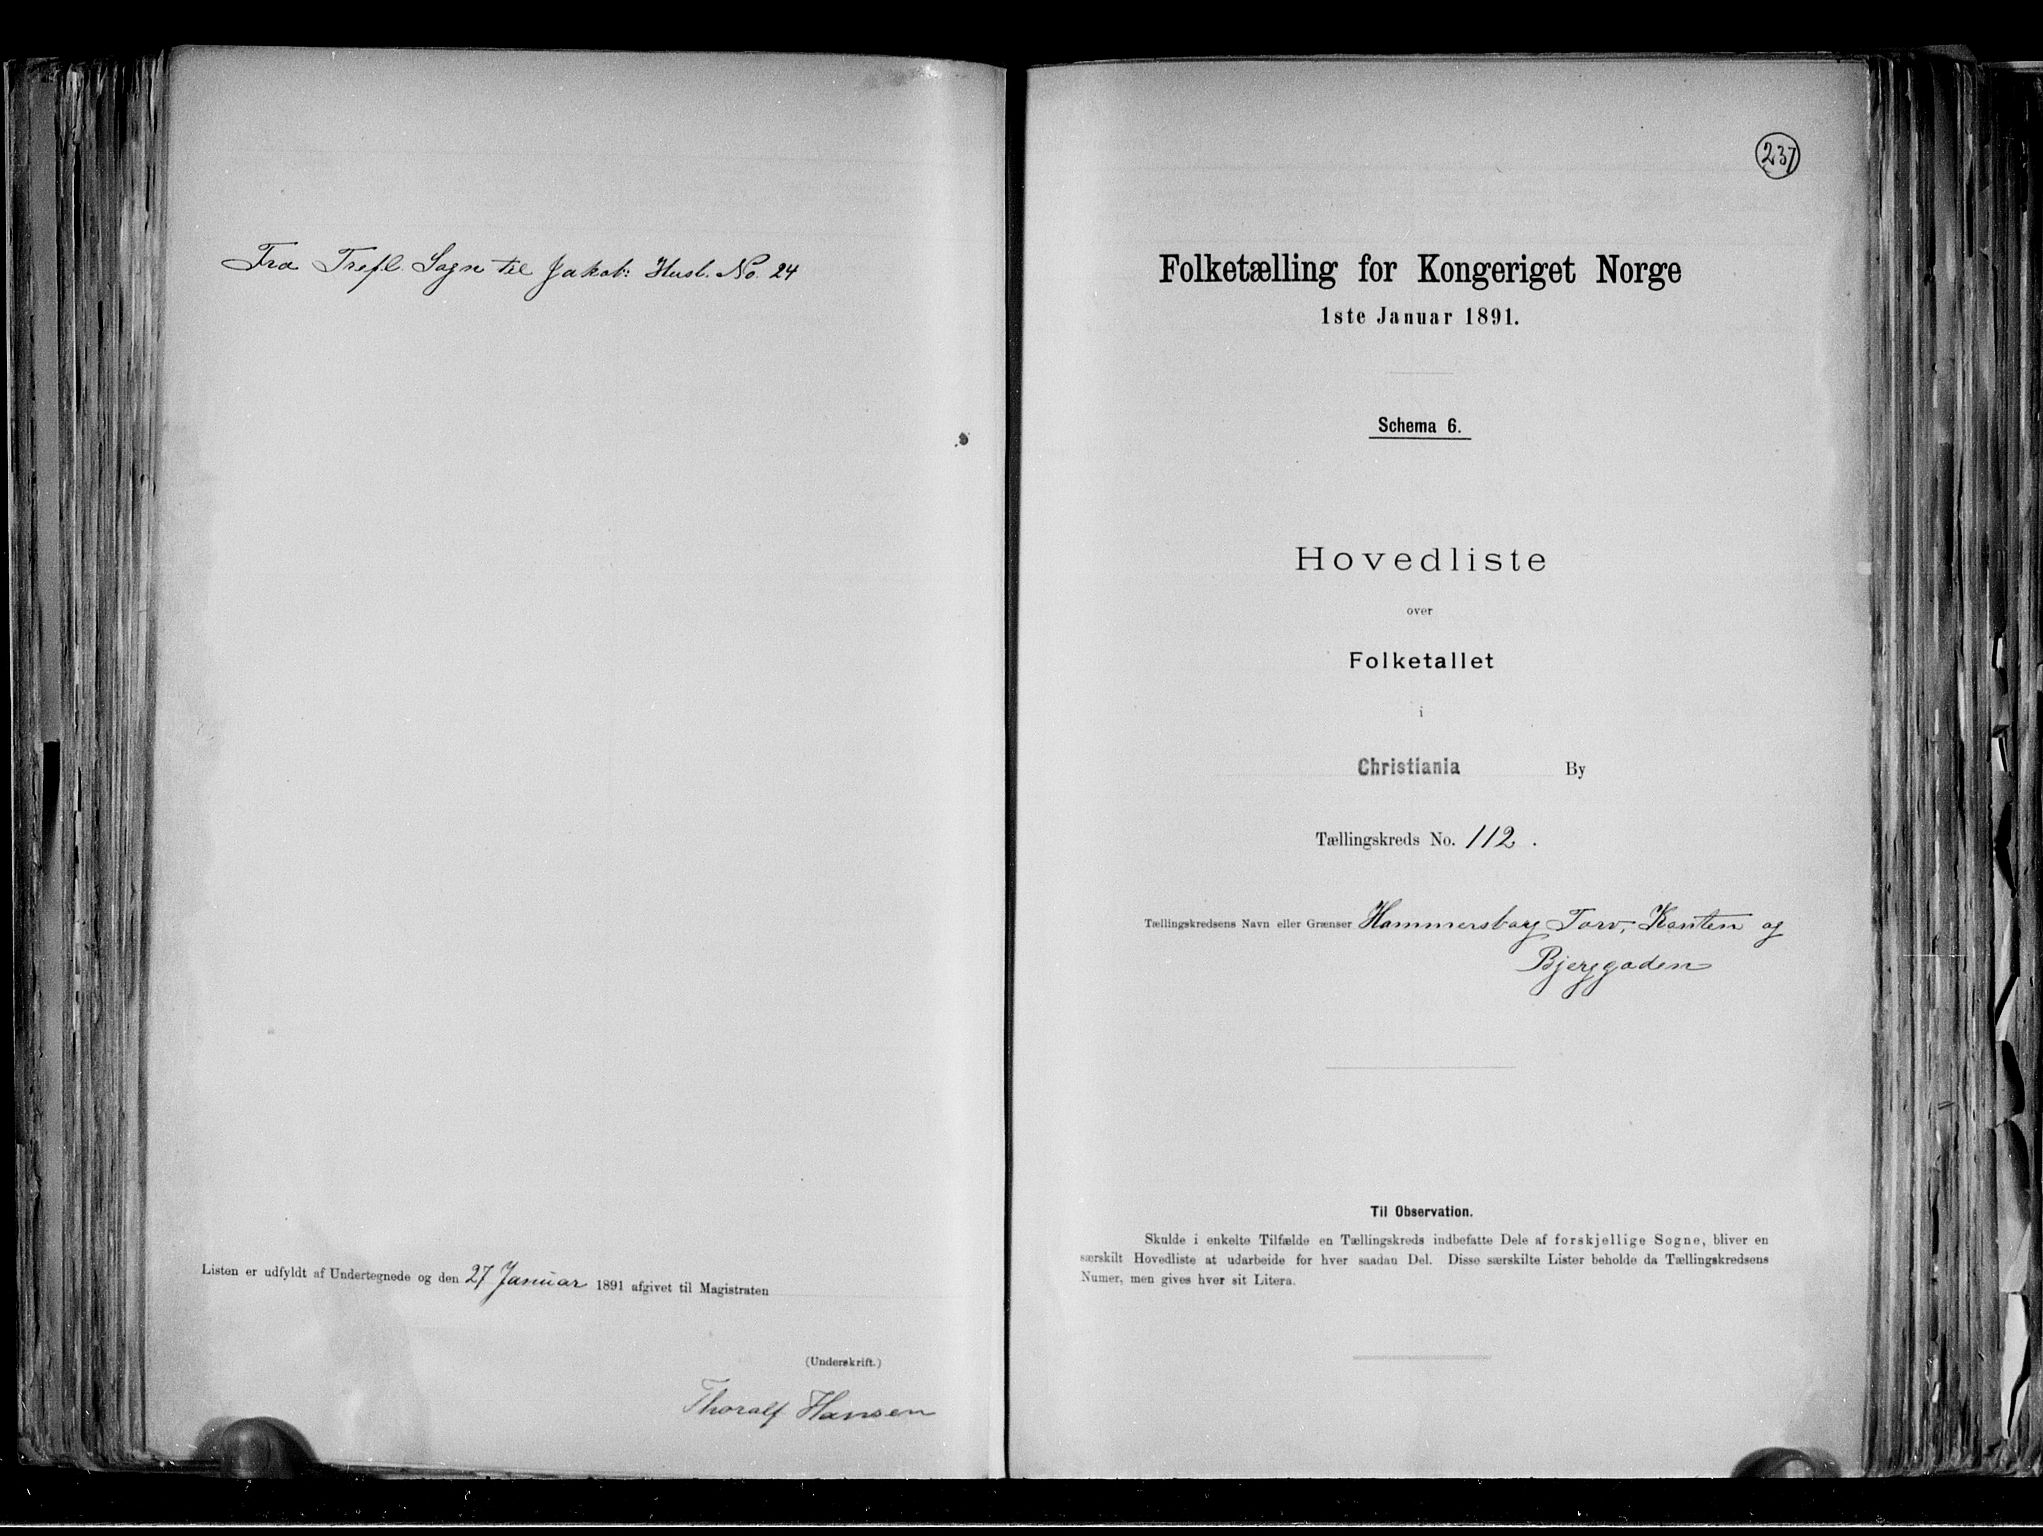 Fra Trefl. Sogn til Jakob: Husl. No. 24
Listen er udfyldt af Undertegnede og den 27 Januar 1891 afgivet til Magistraten
(Underskrift.)
Thoralf Hansen
237
Folketælling for Kongeriget Norge
1ste Januar 1891.
Schema 6.
Hovedliste
over
Folketallet
i
Christiania By
Tællingskreds No. 112.
Tællingskredsens Navn eller Grænser Hammersborg Torv, Kanten og
Bjerggaden
Til Observation.
Skulde i enkelte Tilfælde en Tællingskreds indbefatte Dele af forskjellige Sogne, bliver en
særskilt Hovedliste at udarbeide for hver saadan Del. Disse særskilte Lister beholde da Tællingskredsens
Numer, men gives hver sit Litera.